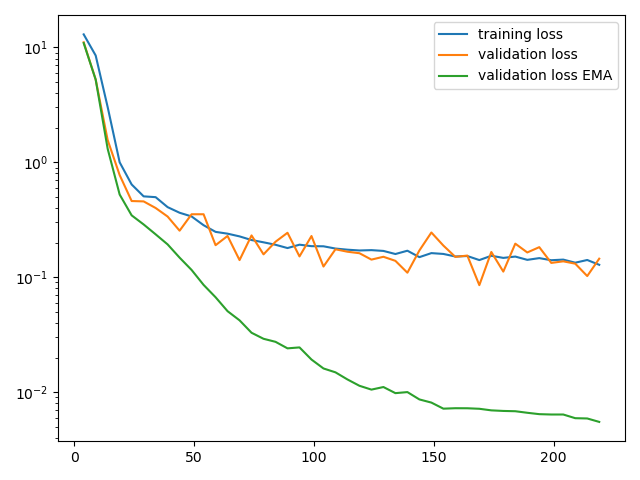 training loss
validation loss
validation loss EMA
10¹
10⁰
10⁻¹
10⁻²
0 50 100 150 200